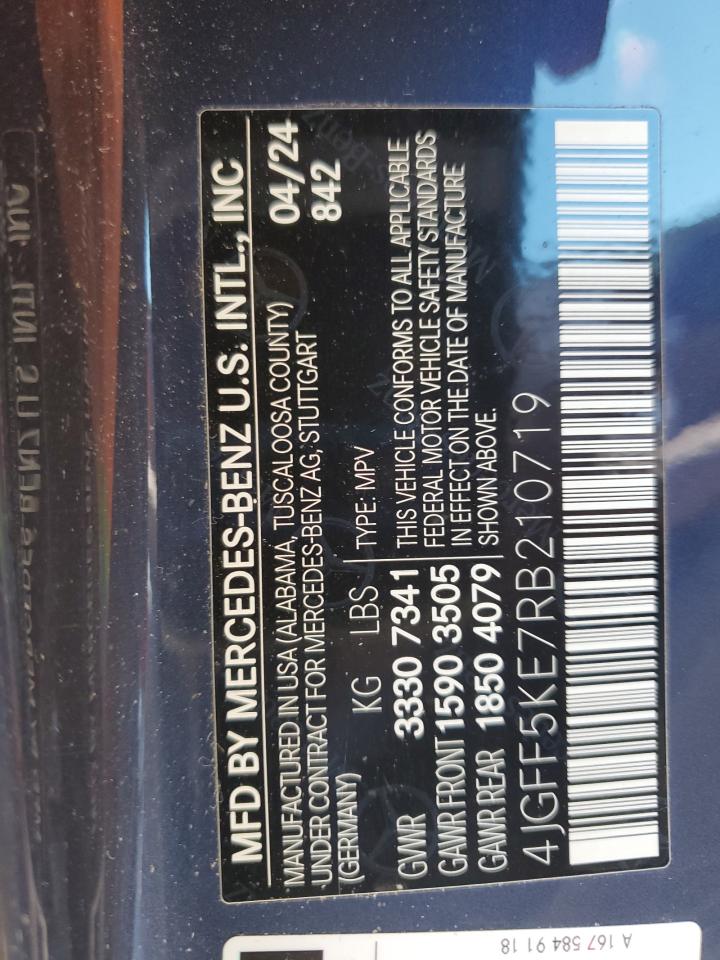 MFD BY MERCEDES-BENZ U.S. INTL., INC
MANUFACTURED IN USA (ALABAMA, TUSCALOOSA COUNTY) 04/24
UNDER CONTRACT FOR MERCEDES-BENZ AG, STUTTGART 842
(GERMANY)
KG LBS TYPE: MPV
GVWR 3330 7341 THIS VEHICLE CONFORMS TO ALL APPLICABLE
FEDERAL MOTOR VEHICLE SAFETY STANDARDS
GAWR FRONT 1590 3505 IN EFFECT ON THE DATE OF MANUFACTURE
GAWR REAR 1850 4079 SHOWN ABOVE.
4JGFF5KE7RB210719
A 167 584 91 18